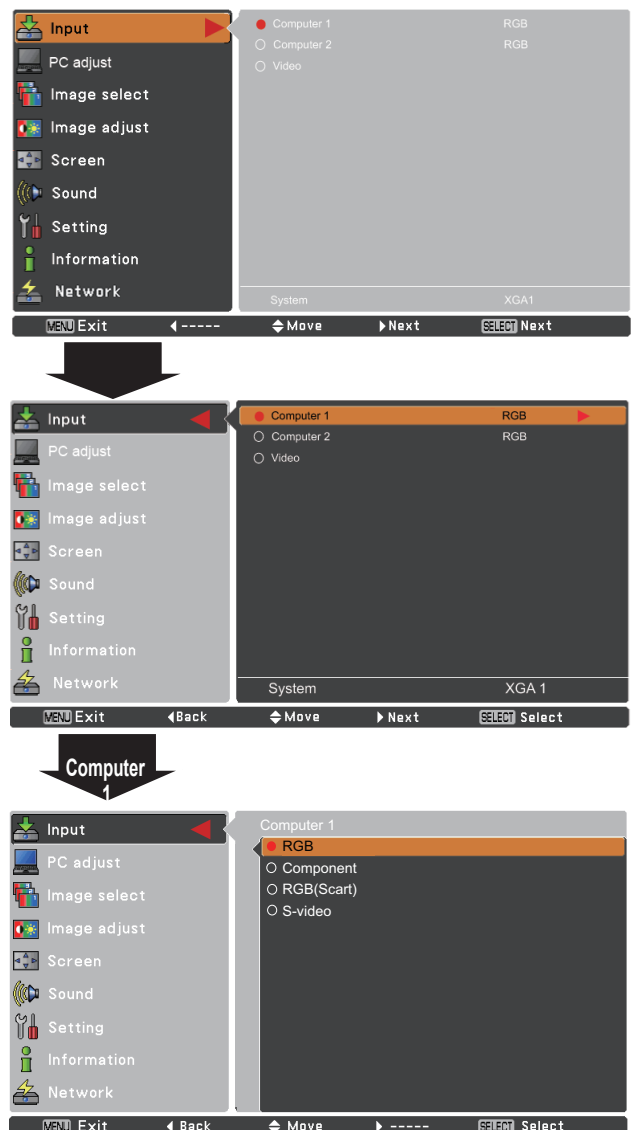 Input
PC adjust
Image select
Image adjust
Screen
Sound
Setting
Information
Network
Computer 1 RGB
Computer 2 RGB
Video
System XGA1
MENU Exit ----- Move Next SELECT Next
Input
PC adjust
Image select
Image adjust
Screen
Sound
Setting
Information
Network
Computer 1 RGB
Computer 2 RGB
Video
System XGA 1
MENU Exit Back Move Next SELECT Select
Computer
1
Input
PC adjust
Image select
Image adjust
Screen
Sound
Setting
Information
Network
Computer 1
RGB
Component
RGB(Scart)
S-video
MENU Exit Back Move ----- SELECT Select